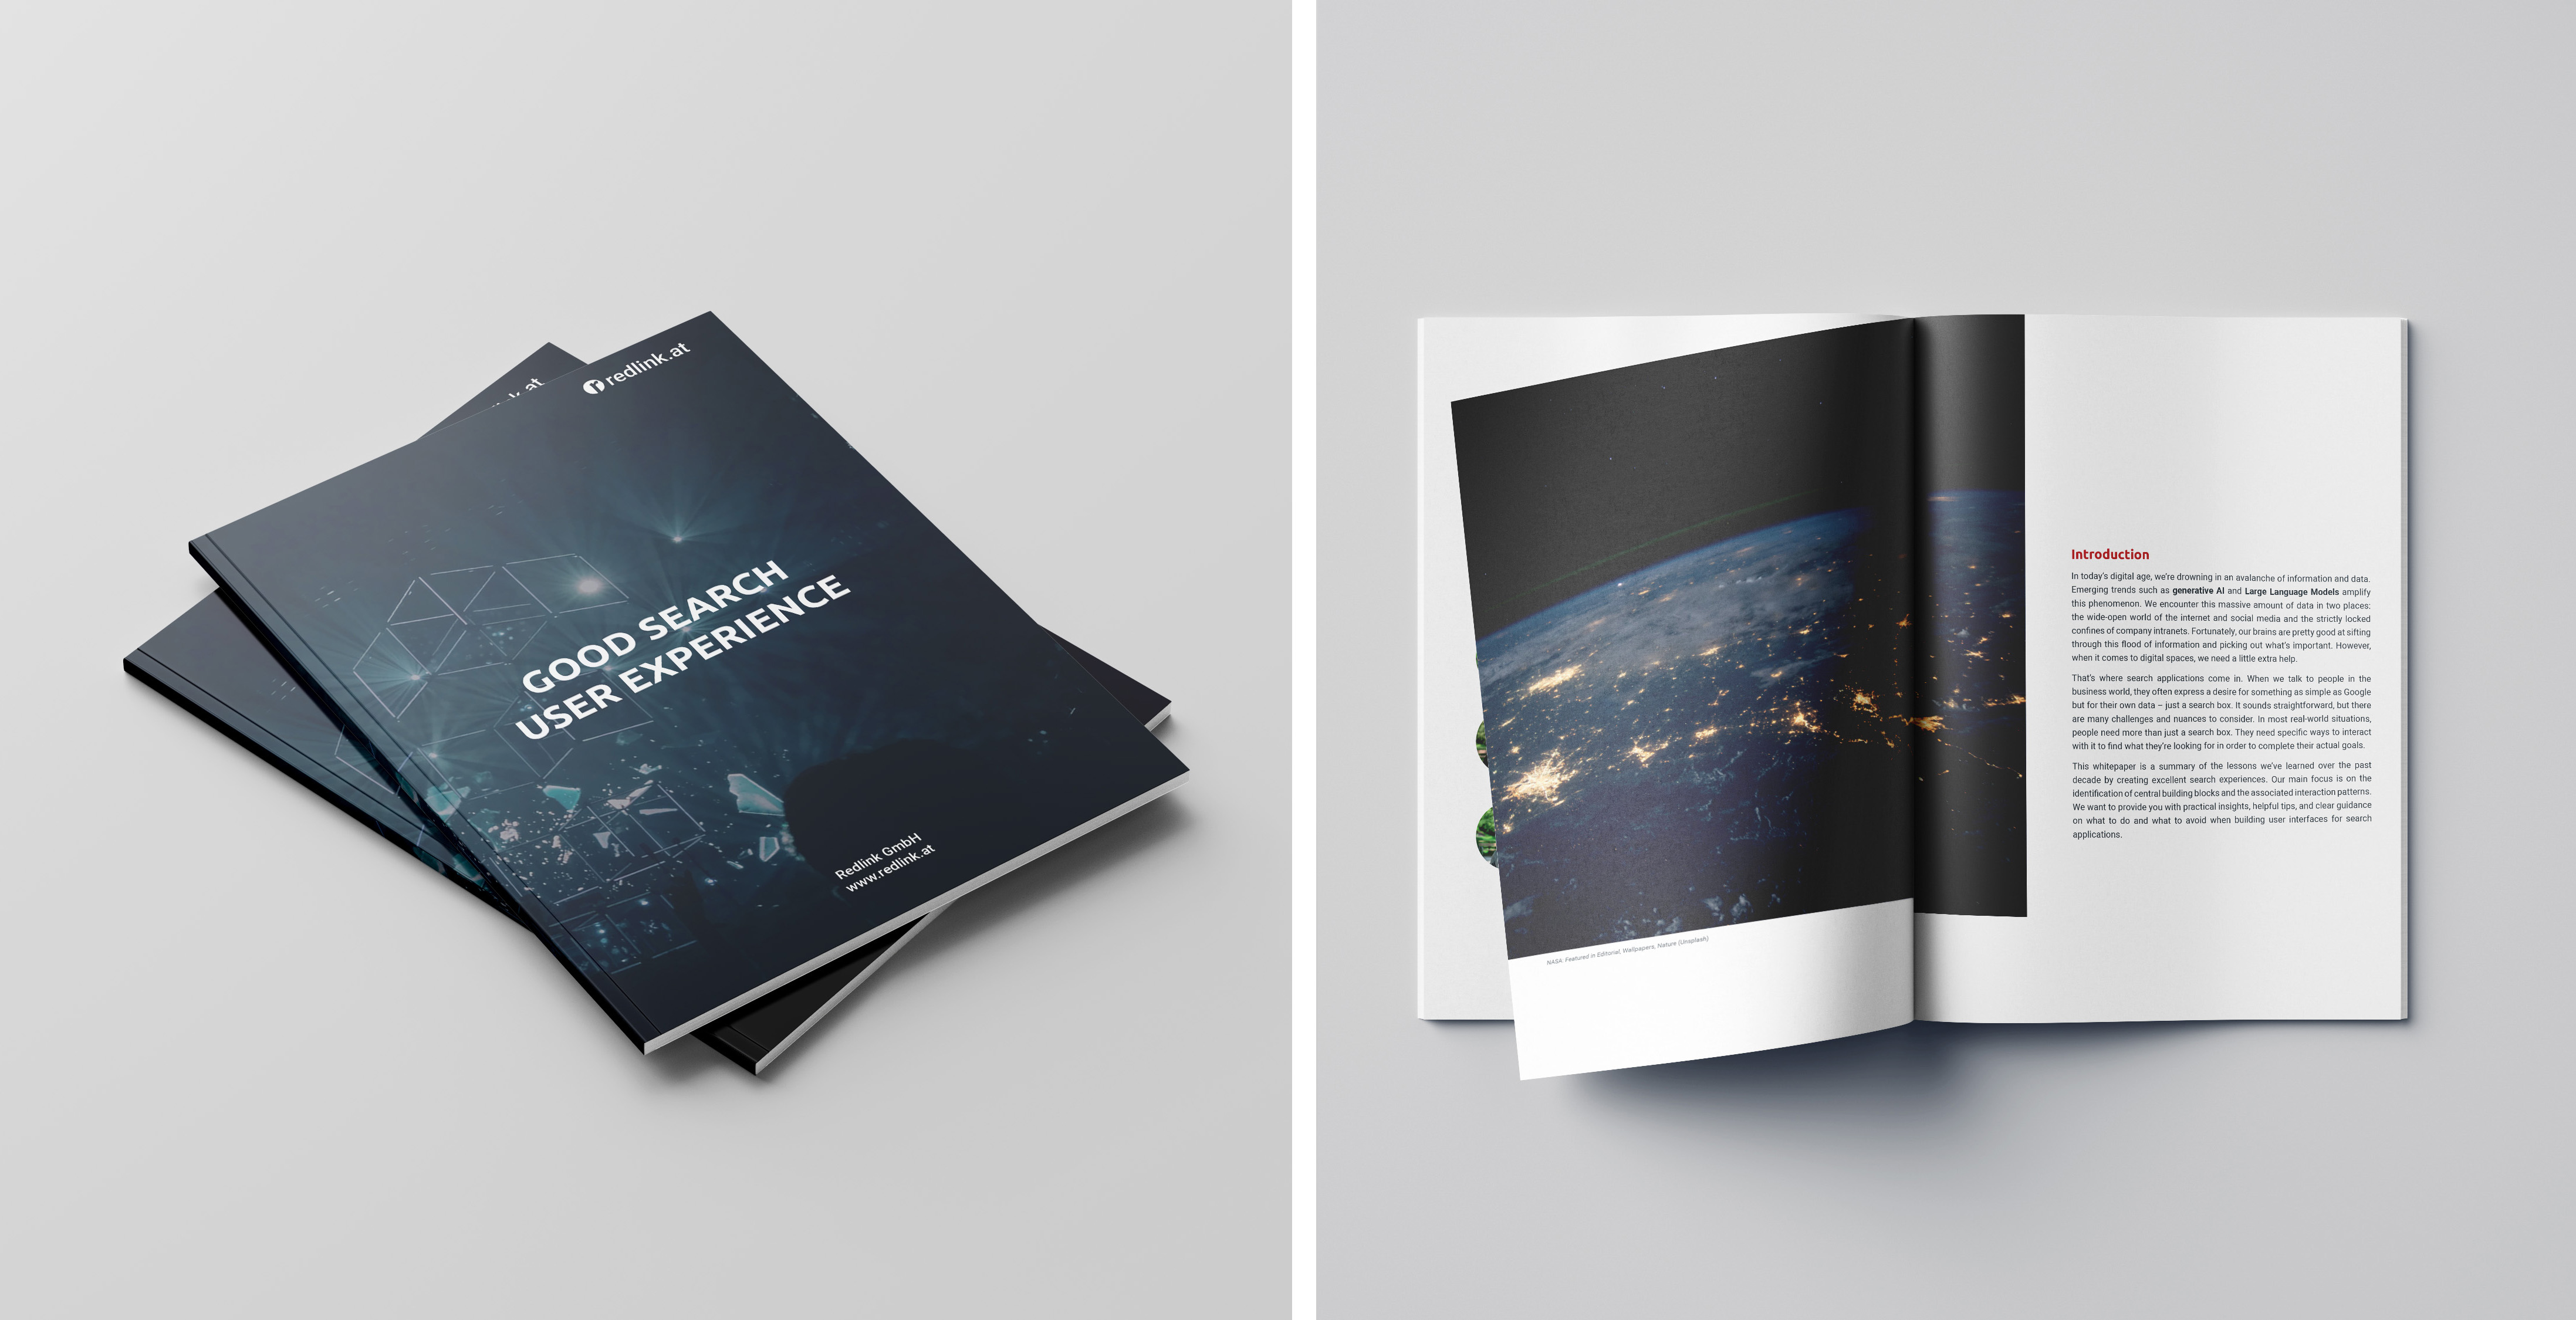 redlink.at
GOOD SEARCH
USER EXPERIENCE
Redlink GmbH
www.redlink.at
at
NASA: Featured in Editorial, Wallpapers, Nature (Unsplash)
Introduction
In today's digital age, we're drowning in an avalanche of information and data.
Emerging trends such as generative AI and Large Language Models amplify
this phenomenon. We encounter this massive amount of data in two places:
the wide-open world of the internet and social media and the strictly locked
confines of company intranets. Fortunately, our brains are pretty good at sifting
through this flood of information and picking out what's important. However,
when it comes to digital spaces, we need a little extra help.
That's where search applications come in. When we talk to people in the
business world, they often express a desire for something as simple as Google
but for their own data – just a search box. It sounds straightforward, but there
are many challenges and nuances to consider. In most real-world situations,
people need more than just a search box. They need specific ways to interact
with it to find what they're looking for in order to complete their actual goals.
This whitepaper is a summary of the lessons we've learned over the past
decade by creating excellent search experiences. Our main focus is on the
identification of central building blocks and the associated interaction patterns.
We want to provide you with practical insights, helpful tips, and clear guidance
on what to do and what to avoid when building user interfaces for search
applications.